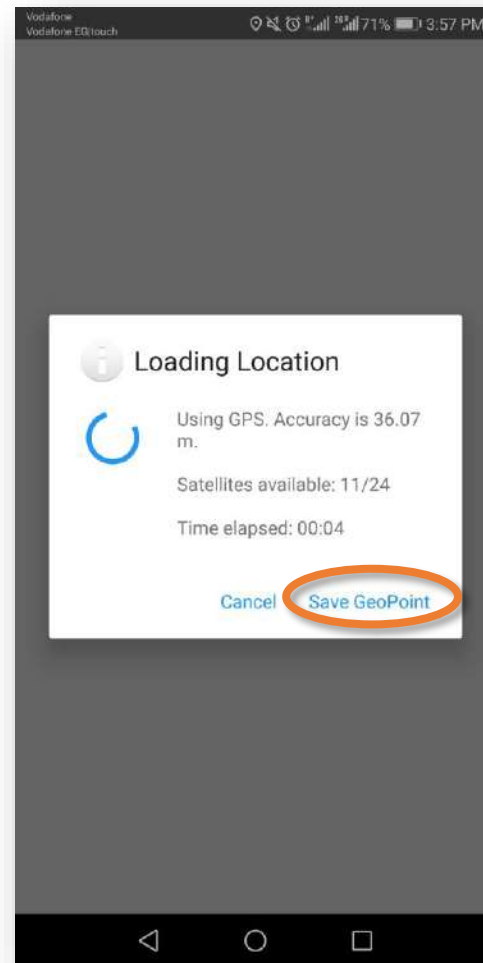 Vodafone
Vodafone EG|touch
71% 3:57 PM
Loading Location
Using GPS. Accuracy is 36.07
m.
Satellites available: 11/24
Time elapsed: 00:04
Cancel Save GeoPoint